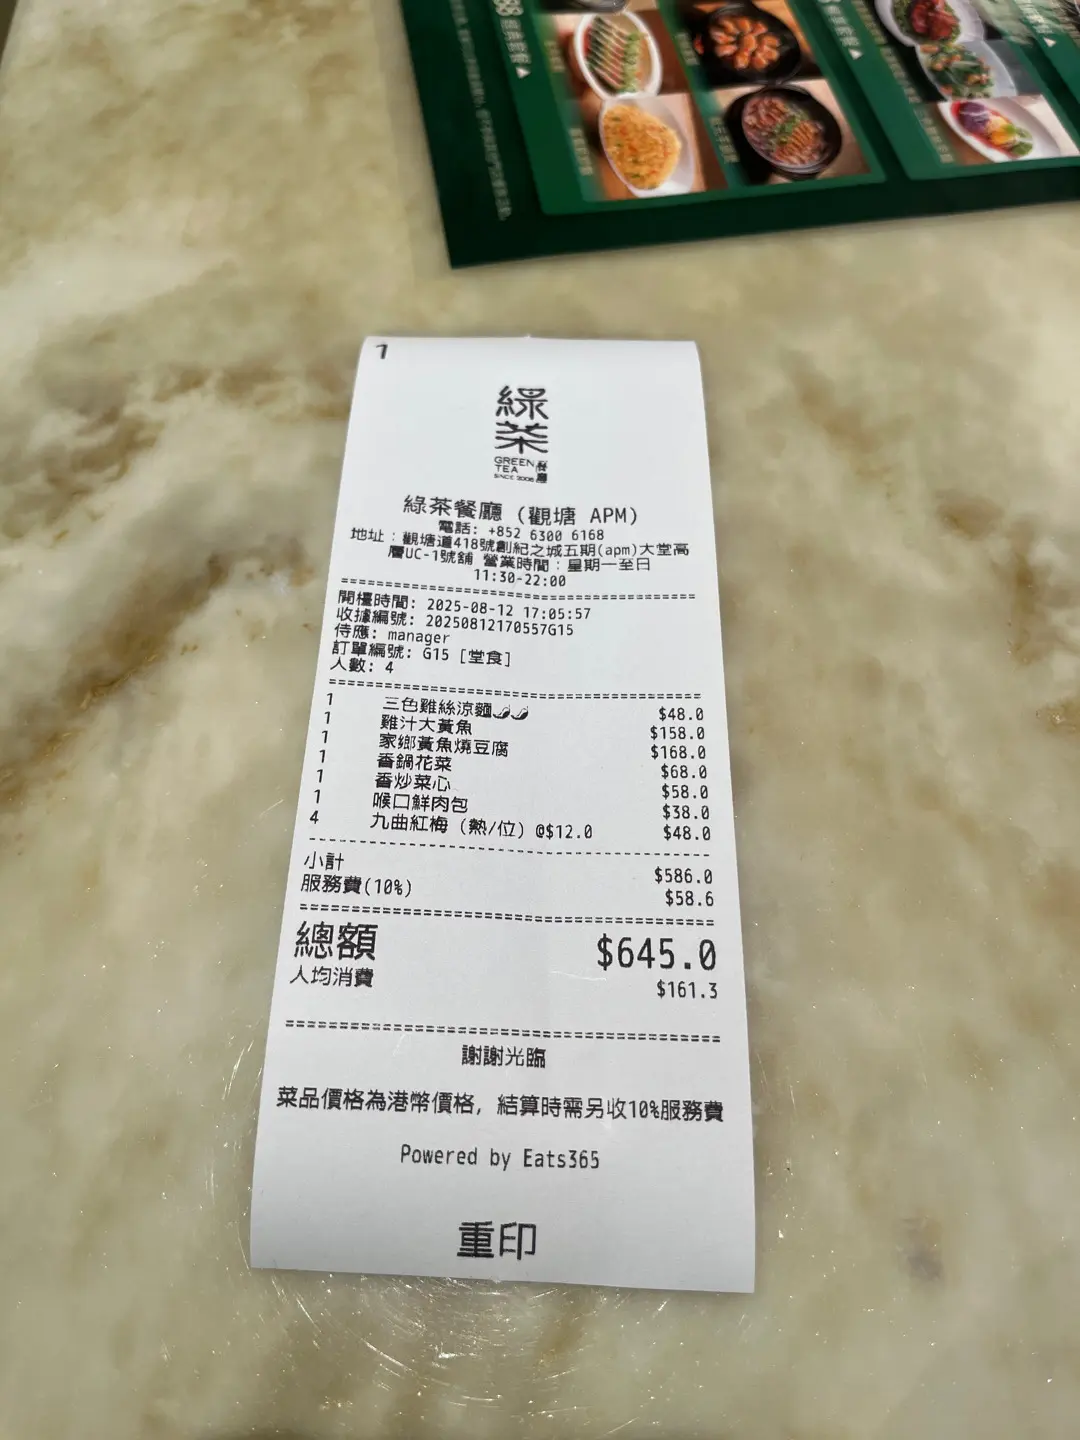 1
綠
茶
GREEN
TEA
餐廳
SINCE 2008
綠茶餐廳 (觀塘 APM)
電話: +852 6300 6168
地址：觀塘道418號創紀之城五期(apm)大堂高
層UC-1號舖 營業時間：星期一至日
11:30-22:00
開檯時間: 2025-08-12 17:05:57
收據編號: 20250812170557G15
侍應: manager
訂單編號: G15 [堂食]
人數: 4
1 三色雞絲涼麵🌶🌶 $48.0
1 雞汁大黃魚 $158.0
1 家鄉黃魚燒豆腐 $168.0
1 香鍋花菜 $68.0
1 香炒菜心 $58.0
1 喉口鮮肉包 $38.0
4 九曲紅梅 (熱/位) @$12.0 $48.0
小計 $586.0
服務費(10%) $58.6
總額 $645.0
人均消費 $161.3
謝謝光臨
菜品價格為港幣價格, 結算時需另收10%服務費
Powered by Eats365
重印